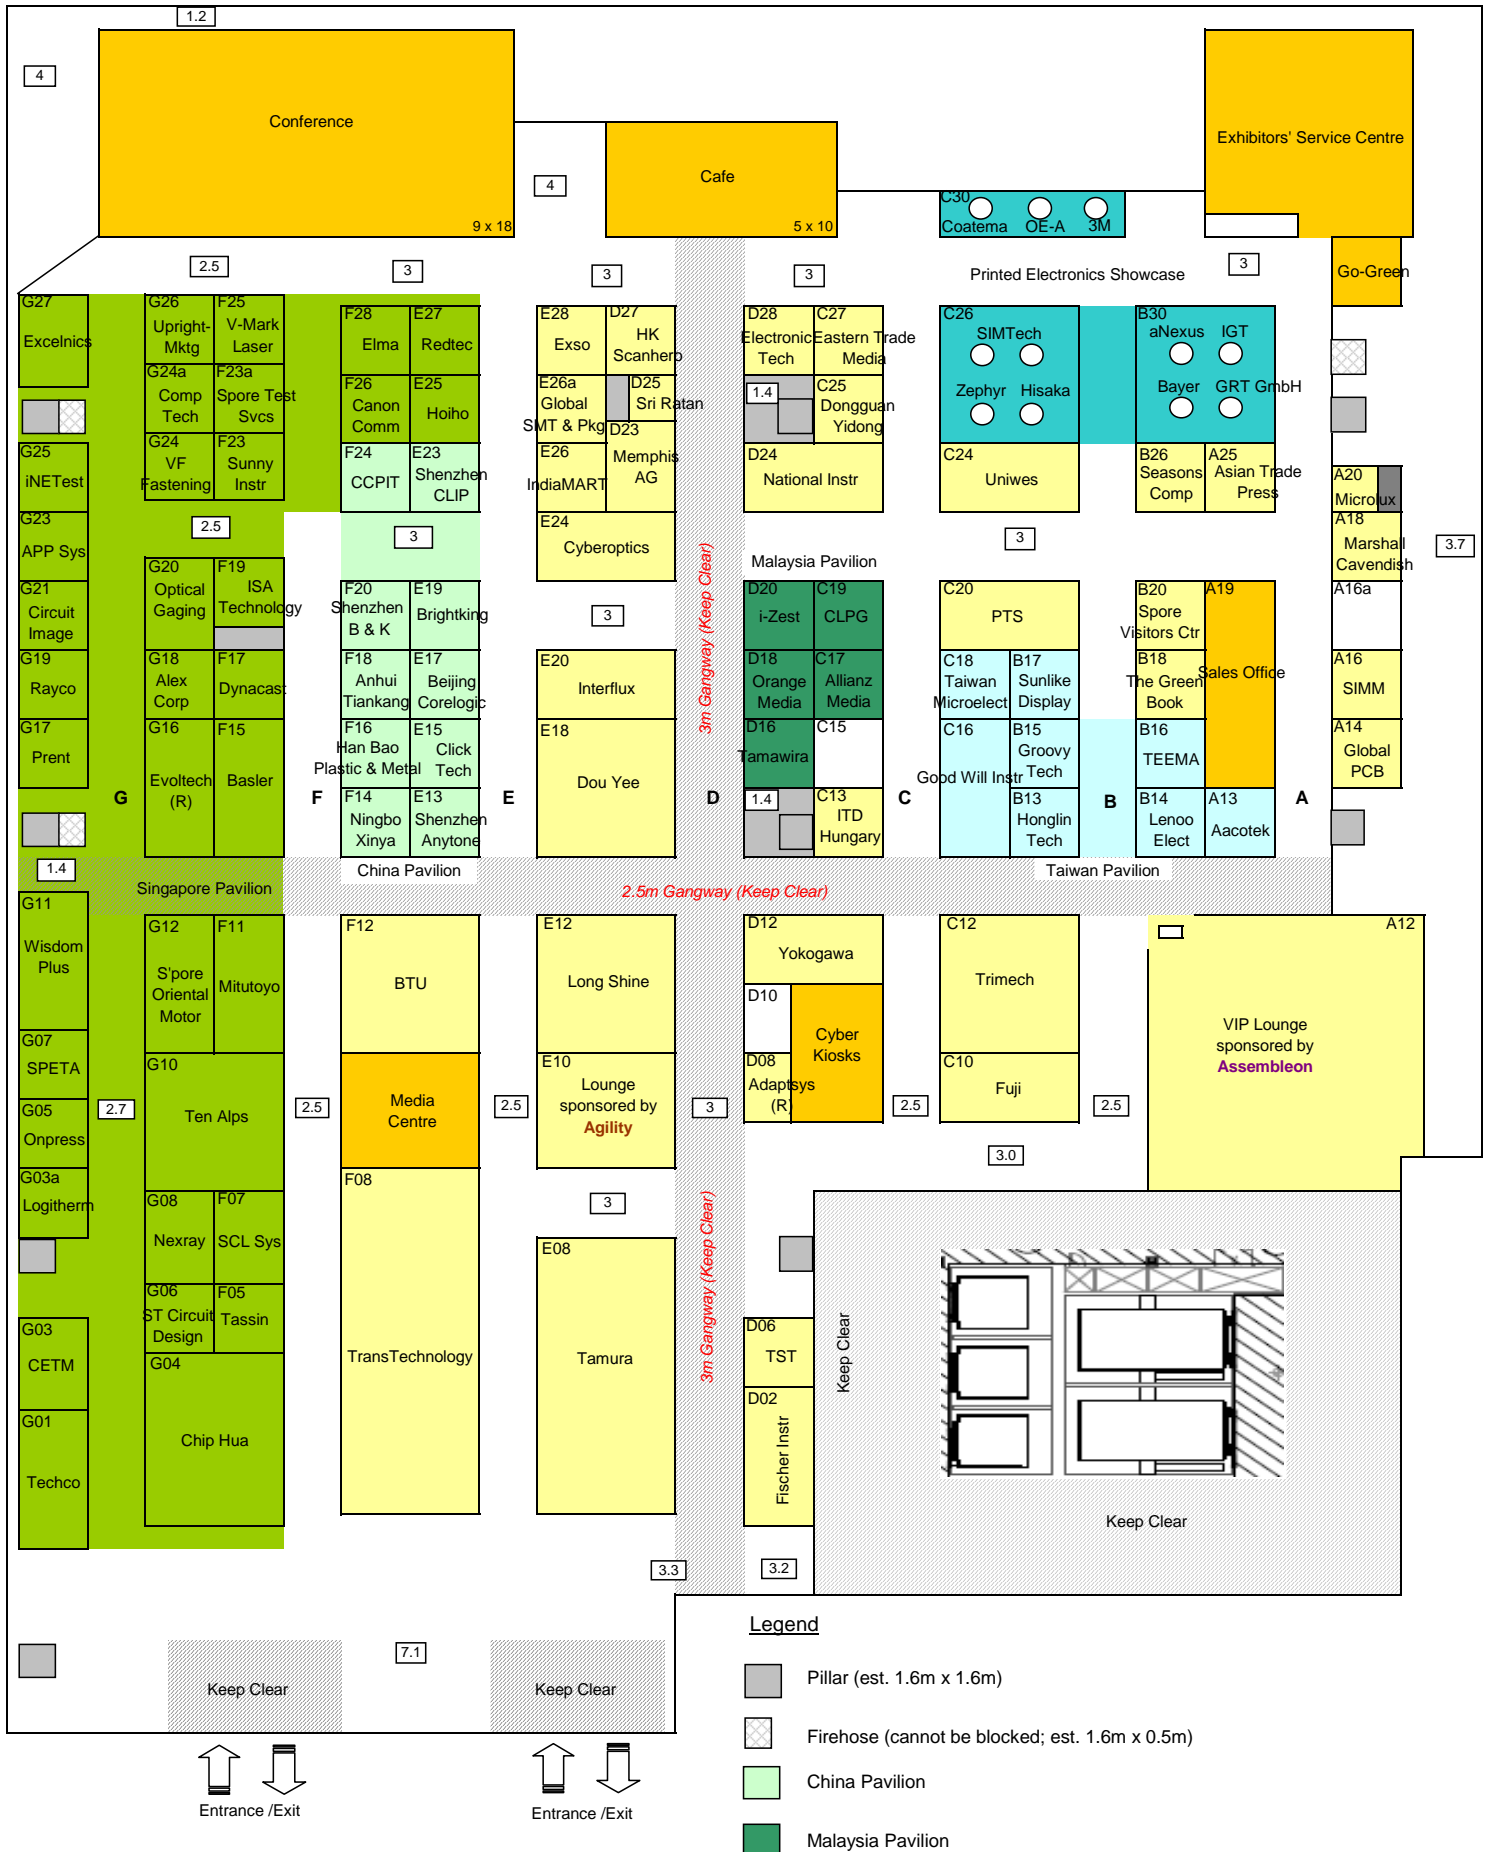 1.2
4
Conference
9 x 18
4
Cafe
5 x 10
Exhibitors' Service Centre
C30
Coatema OE-A 3M
2.5
3
3
3
Printed Electronics Showcase
3
Go-Green
G27
Excelnics
G26
Upright-
Mktg
F25
V-Mark
Laser
F28
Elma
E27
Redtec
E28
Exso
D27
HK
Scanhero
D28
Electronic
Tech
C27
Eastern Trade
Media
C26
SIMTech
Zephyr Hisaka
B30
aNexus IGT
Bayer GRT GmbH
G24a
Comp
Tech
F23a
Spore Test
Svcs
F26
Canon
Comm
E25
Hoiho
E26a
Global
SMT & Pkg
D25
Sri Ratan
1.4
C25
Dongguan
Yidong
G24
VF
Fastening
F23
Sunny
Instr
F24
CCPIT
E23
Shenzhen
CLIP
E26
IndiaMART
D23
Memphis
AG
D24
National Instr
C24
Uniwes
B26
Seasons
Comp
A25
Asian Trade
Press
A20
Microlux
G25
iNETest
G23
APP Sys
2.5
3
E24
Cyberoptics
3m Gangway (Keep Clear)
Malaysia Pavilion
3
A18
Marshall
Cavendish
3.7
G21
Circuit
Image
G20
Optical
Gaging
F19
ISA
Technology
F20
Shenzhen
B & K
E19
Brightking
3
D20
i-Zest
C19
CLPG
C20
PTS
B20
Spore
Visitors Ctr
A19
Sales Office
A16a
G19
Rayco
G18
Alex
Corp
F17
Dynacast
F18
Anhui
Tiankang
E17
Beijing
Corelogic
E20
Interflux
D18
Orange
Media
C17
Allianz
Media
C18
Taiwan
Microelect
B17
Sunlike
Display
B18
The Green
Book
A16
SIMM
G17
Prent
G16
Evoltech
(R)
F15
Basler
F16
Han Bao
Plastic & Metal
E15
Click
Tech
E18
Dou Yee
D16
Tamawira
C15
C16
Good Will Instr
B15
Groovy
Tech
B16
TEEMA
A14
Global
PCB
G
F
E
D
C
B
A
F14
Ningbo
Xinya
E13
Shenzhen
Anytone
1.4
C13
ITD
Hungary
B13
Honglin
Tech
B14
Lenoo
Elect
A13
Aacotek
1.4
Singapore Pavilion
China Pavilion
2.5m Gangway (Keep Clear)
Taiwan Pavilion
G11
Wisdom
Plus
G12
S'pore
Oriental
Motor
F11
Mitutoyo
F12
BTU
E12
Long Shine
D12
Yokogawa
C12
Trimech
A12
VIP Lounge
sponsored by
Assembleon
D10
Cyber
Kiosks
G07
SPETA
G10
Ten Alps
Media
Centre
E10
Lounge
sponsored by
Agility
D08
Adaptsys
(R)
C10
Fuji
G05
Onpress
2.7
2.5
2.5
3
2.5
2.5
3.0
G03a
Logitherm
G08
Nexray
F07
SCL Sys
F08
TransTechnology
3
3m Gangway (Keep Clear)
E08
Tamura
G06
ST Circuit
Design
F05
Tassin
G03
CETM
G04
Chip Hua
D06
TST
Keep Clear
G01
Techco
D02
Fischer Instr
Keep Clear
3.3
3.2
7.1
Keep Clear
Keep Clear
Entrance /Exit
Entrance /Exit
Legend
Pillar (est. 1.6m x 1.6m)
Firehose (cannot be blocked; est. 1.6m x 0.5m)
China Pavilion
Malaysia Pavilion